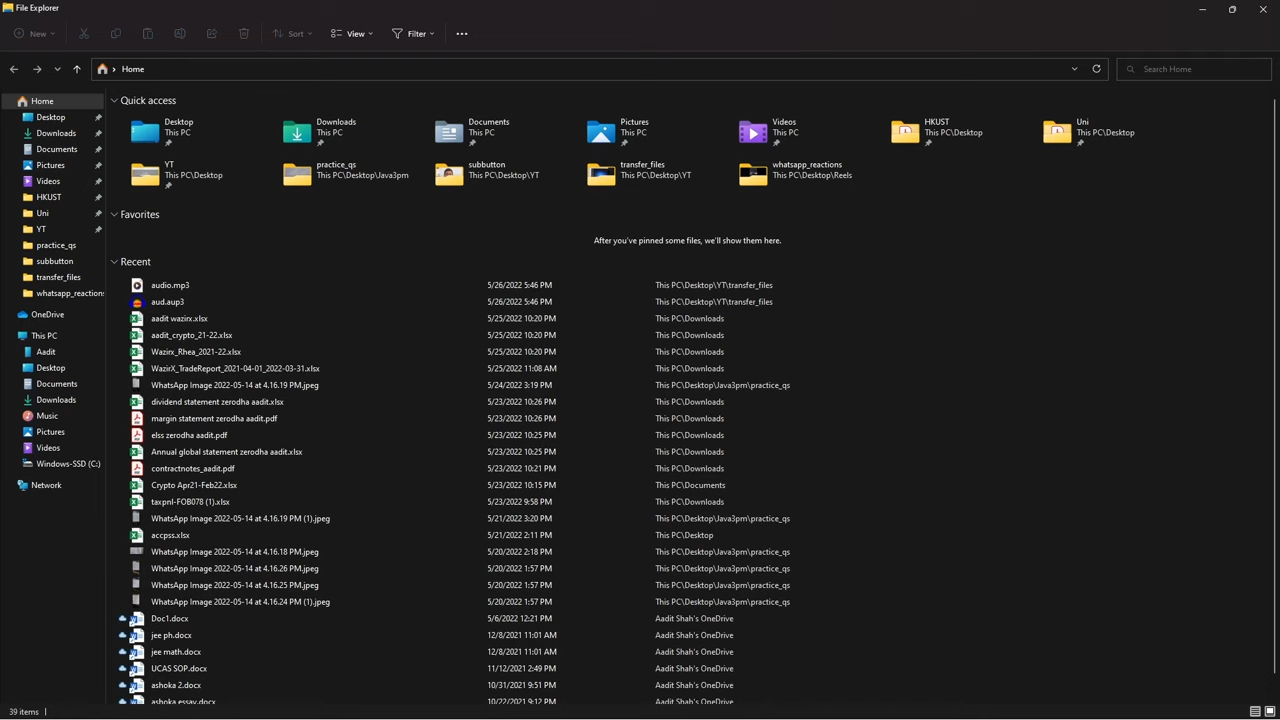 File Explorer
New
Sort
View
Filter
Home
Search Home
Home
Desktop
Downloads
Documents
Pictures
Videos
HKUST
Uni
YT
practice_qs
subbutton
transfer_files
whatsapp_reactions
OneDrive
This PC
Aadit
Desktop
Documents
Downloads
Music
Pictures
Videos
Windows-SSD (C:)
Network
Quick access
Desktop
This PC
Downloads
This PC
Documents
This PC
Pictures
This PC
Videos
This PC
HKUST
This PC\Desktop
Uni
This PC\Desktop
YT
This PC\Desktop
practice_qs
This PC\Desktop\Java3pm
subbutton
This PC\Desktop\YT
transfer_files
This PC\Desktop\YT
whatsapp_reactions
This PC\Desktop\Reels
Favorites
After you've pinned some files, we'll show them here.
Recent
audio.mp3 5/26/2022 5:46 PM This PC\Desktop\YT\transfer_files
aud.aup3 5/26/2022 5:46 PM This PC\Desktop\YT\transfer_files
aadit wazirx.xlsx 5/25/2022 10:20 PM This PC\Downloads
aadit_crypto_21-22.xlsx 5/25/2022 10:20 PM This PC\Downloads
Wazirx_Rhea_2021-22.xlsx 5/25/2022 10:20 PM This PC\Downloads
WazirX_TradeReport_2021-04-01_2022-03-31.xlsx 5/25/2022 11:08 AM This PC\Downloads
WhatsApp Image 2022-05-14 at 4.16.19 PM.jpeg 5/24/2022 3:19 PM This PC\Desktop\Java3pm\practice_qs
dividend statement zerodha aadit.xlsx 5/23/2022 10:26 PM This PC\Downloads
margin statement zerodha aadit.pdf 5/23/2022 10:26 PM This PC\Downloads
elss zerodha aadit.pdf 5/23/2022 10:25 PM This PC\Downloads
Annual global statement zerodha aadit.xlsx 5/23/2022 10:25 PM This PC\Downloads
contractnotes_aadit.pdf 5/23/2022 10:21 PM This PC\Downloads
Crypto Apr21-Feb22.xlsx 5/23/2022 10:15 PM This PC\Documents
taxpnl-FOB078 (1).xlsx 5/23/2022 9:58 PM This PC\Downloads
WhatsApp Image 2022-05-14 at 4.16.19 PM (1).jpeg 5/21/2022 3:20 PM This PC\Desktop\Java3pm\practice_qs
accpss.xlsx 5/21/2022 2:11 PM This PC\Desktop
WhatsApp Image 2022-05-14 at 4.16.18 PM.jpeg 5/20/2022 2:18 PM This PC\Desktop\Java3pm\practice_qs
WhatsApp Image 2022-05-14 at 4.16.26 PM.jpeg 5/20/2022 1:57 PM This PC\Desktop\Java3pm\practice_qs
WhatsApp Image 2022-05-14 at 4.16.25 PM.jpeg 5/20/2022 1:57 PM This PC\Desktop\Java3pm\practice_qs
WhatsApp Image 2022-05-14 at 4.16.24 PM (1).jpeg 5/20/2022 1:57 PM This PC\Desktop\Java3pm\practice_qs
Doc1.docx 5/6/2022 12:21 PM Aadit Shah's OneDrive
jee ph.docx 12/8/2021 11:01 AM Aadit Shah's OneDrive
jee math.docx 12/8/2021 11:01 AM Aadit Shah's OneDrive
UCAS SOP.docx 11/12/2021 2:49 PM Aadit Shah's OneDrive
ashoka 2.docx 10/31/2021 9:51 PM Aadit Shah's OneDrive
ashoka essay.docx 10/22/2021 9:12 PM Aadit Shah's OneDrive
39 items